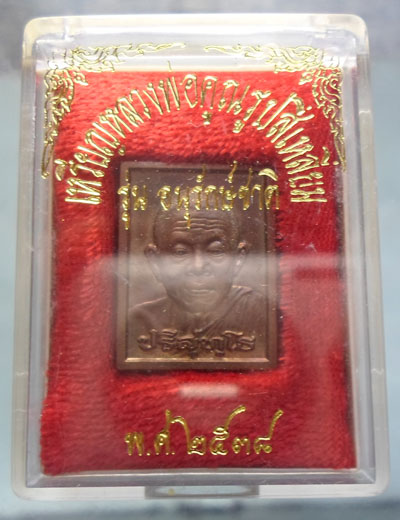 เหรียญหลวงพ่อคูณรูปสี่เหลี่ยม
รุ่น อนุรักษ์ชาติ
ปริสุทฺโธ
พ.ศ.๒๕๓๘